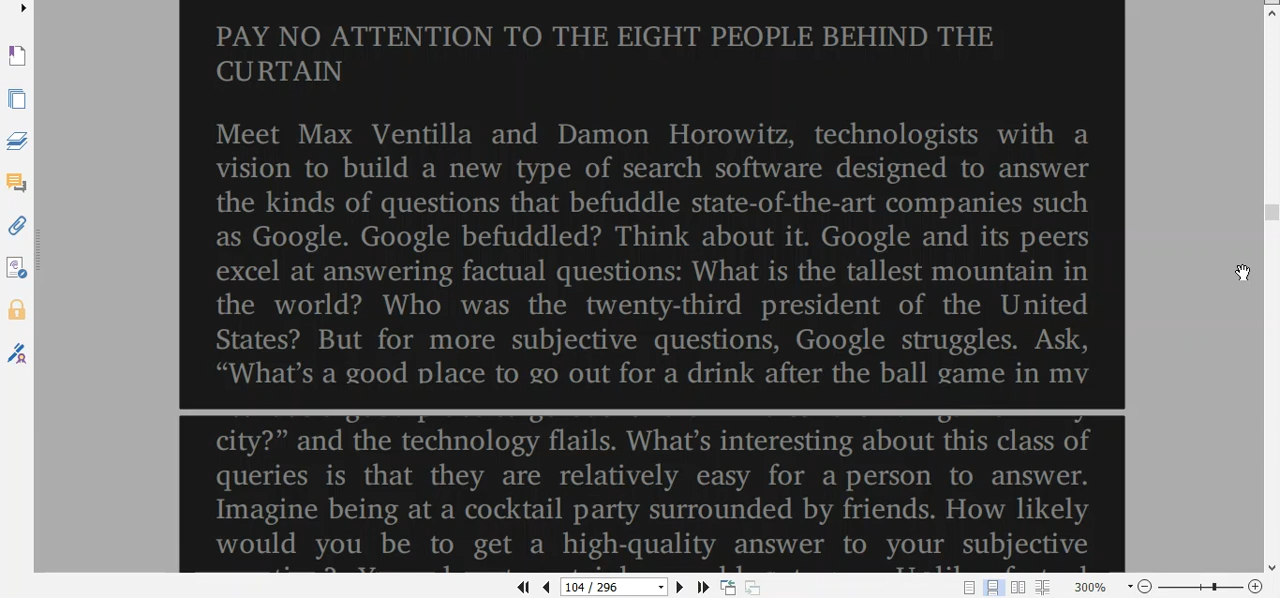 PAY NO ATTENTION TO THE EIGHT PEOPLE BEHIND THE
CURTAIN
Meet Max Ventilla and Damon Horowitz, technologists with a
vision to build a new type of search software designed to answer
the kinds of questions that befuddle state-of-the-art companies such
as Google. Google befuddled? Think about it. Google and its peers
excel at answering factual questions: What is the tallest mountain in
the world? Who was the twenty-third president of the United
States? But for more subjective questions, Google struggles. Ask,
“What’s a good place to go out for a drink after the ball game in my
city?” and the technology flails. What’s interesting about this class of
queries is that they are relatively easy for a person to answer.
Imagine being at a cocktail party surrounded by friends. How likely
would you be to get a high-quality answer to your subjective
104 / 296
300%